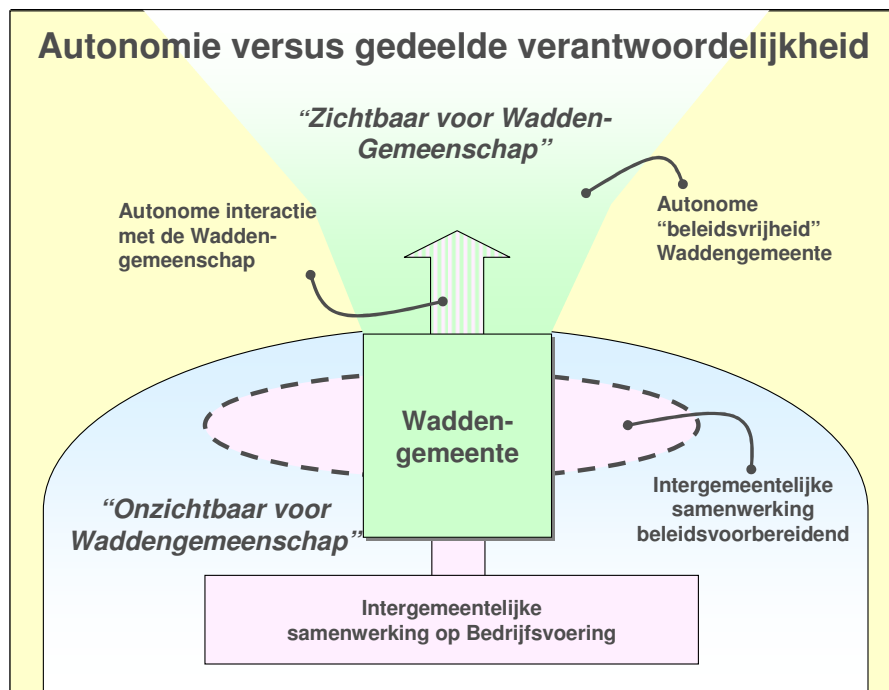 Autonomie versus gedeelde verantwoordelijkheid
“Zichtbaar voor Wadden-
Gemeenschap”
Autonome interactie
met de Wadden-
gemeenschap
Autonome
“beleidsvrijheid”
Waddengemeente
Wadden-
gemeente
“Onzichtbaar voor
Waddengemeenschap”
Intergemeentelijke
samenwerking
beleidsvoorbereidend
Intergemeentelijke
samenwerking op Bedrijfsvoering